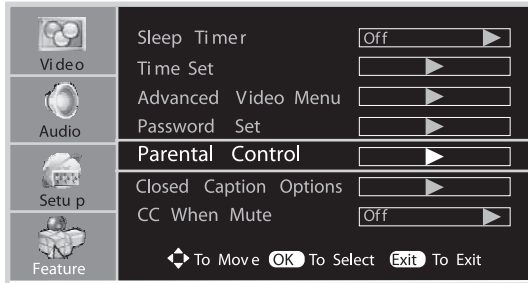 Video
Audio
Setup
Feature
Sleep Timer Off
Time Set
Advanced Video Menu
Password Set
Parental Control
Closed Caption Options
CC When Mute Off
To Move OK To Select Exit To Exit